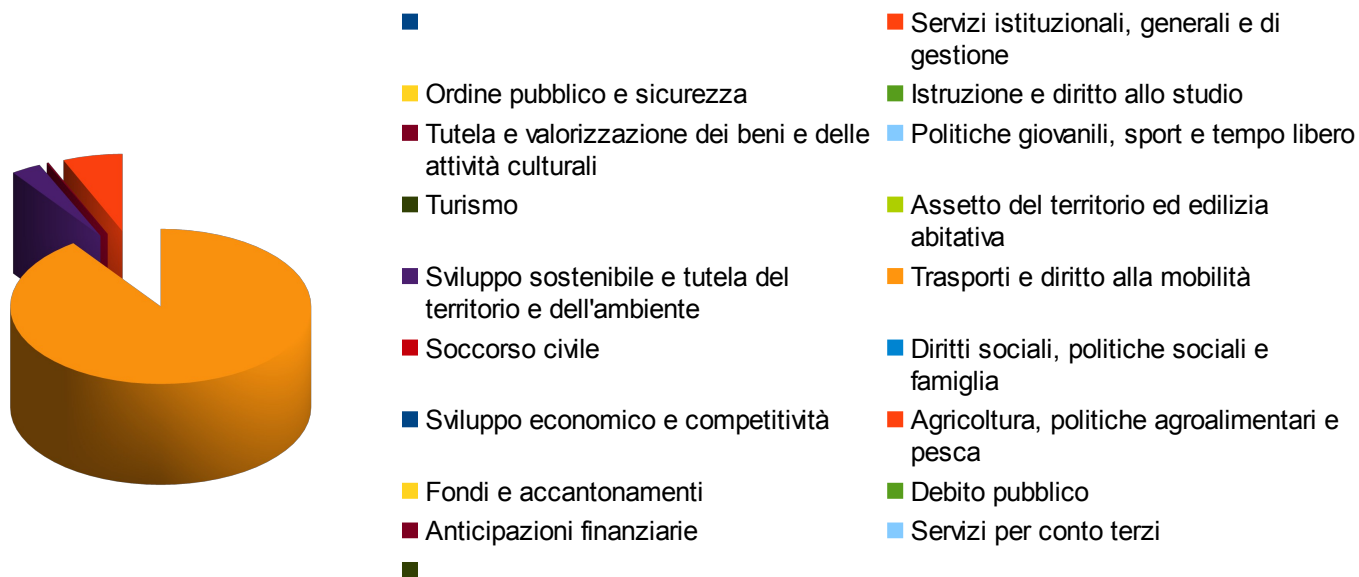 Servizi istituzionali, generali e di
gestione
Ordine pubblico e sicurezza
Istruzione e diritto allo studio
Tutela e valorizzazione dei beni e delle
attività culturali
Politiche giovanili, sport e tempo libero
Turismo
Assetto del territorio ed edilizia
abitativa
Sviluppo sostenibile e tutela del
territorio e dell'ambiente
Trasporti e diritto alla mobilità
Soccorso civile
Diritti sociali, politiche sociali e
famiglia
Sviluppo economico e competitività
Agricoltura, politiche agroalimentari e
pesca
Fondi e accantonamenti
Debito pubblico
Anticipazioni finanziarie
Servizi per conto terzi